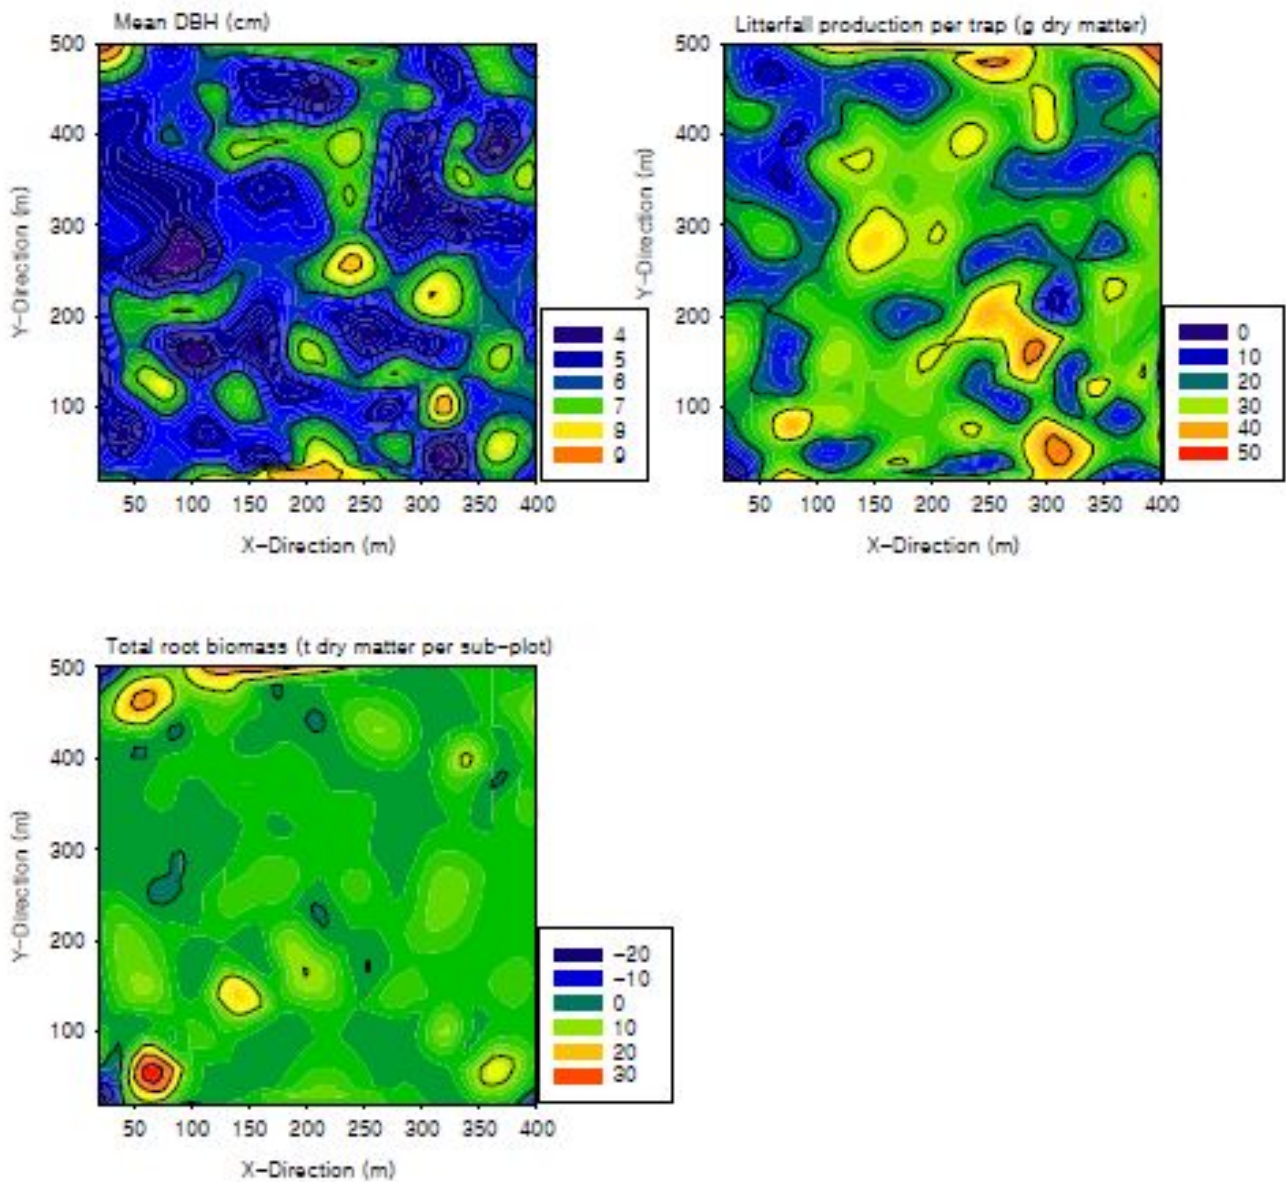 Mean DBH (cm)
500
400
300
200
100
Y-Direction (m)
50 100 150 200 250 300 350 400
X-Direction (m)
4
5
6
7
8
9
Litterfall production per trap (g dry matter)
500
400
300
200
100
Y-Direction (m)
50 100 150 200 250 300 350 400
X-Direction (m)
0
10
20
30
40
50
Total root biomass (t dry matter per sub-plot)
500
400
300
200
100
Y-Direction (m)
50 100 150 200 250 300 350 400
X-Direction (m)
-20
-10
0
10
20
30